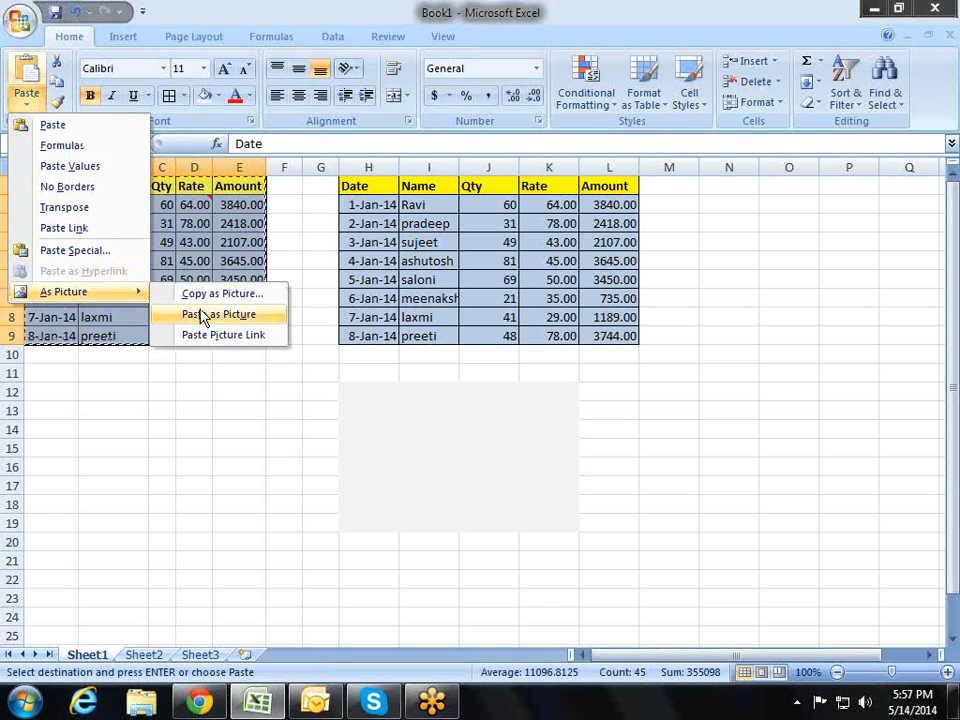 Book1 - Microsoft Excel
Home Insert Page Layout Formulas Data Review View
Paste
Calibri 11 A A
B I U A
General
$ % ,
Conditional Formatting Format as Table Cell Styles
Insert
Delete
Format
Σ
Sort & Filter Find & Select
Font Alignment Number Styles Cells Editing
fx Date
Paste
Formulas
Paste Values
No Borders
Transpose
Paste Link
Paste Special...
Paste as Hyperlink
As Picture
Copy as Picture...
Paste as Picture
Paste Picture Link
C D E F G H I J K L M N O P Q
Qty Rate Amount Date Name Qty Rate Amount
60 64.00 3840.00 1-Jan-14 Ravi 60 64.00 3840.00
31 78.00 2418.00 2-Jan-14 pradeep 31 78.00 2418.00
49 43.00 2107.00 3-Jan-14 sujeet 49 43.00 2107.00
81 45.00 3645.00 4-Jan-14 ashutosh 81 45.00 3645.00
69 50.00 3450.00 5-Jan-14 saloni 69 50.00 3450.00
6-Jan-14 meenaksh 21 35.00 735.00
8 7-Jan-14 laxmi 7-Jan-14 laxmi 41 29.00 1189.00
9 8-Jan-14 preeti 8-Jan-14 preeti 48 78.00 3744.00
10
11
12
13
14
15
16
17
18
19
20
21
22
23
24
25
Sheet1 Sheet2 Sheet3
Select destination and press ENTER or choose Paste Average: 11096.8125 Count: 45 Sum: 355098 100%
5:57 PM
5/14/2014